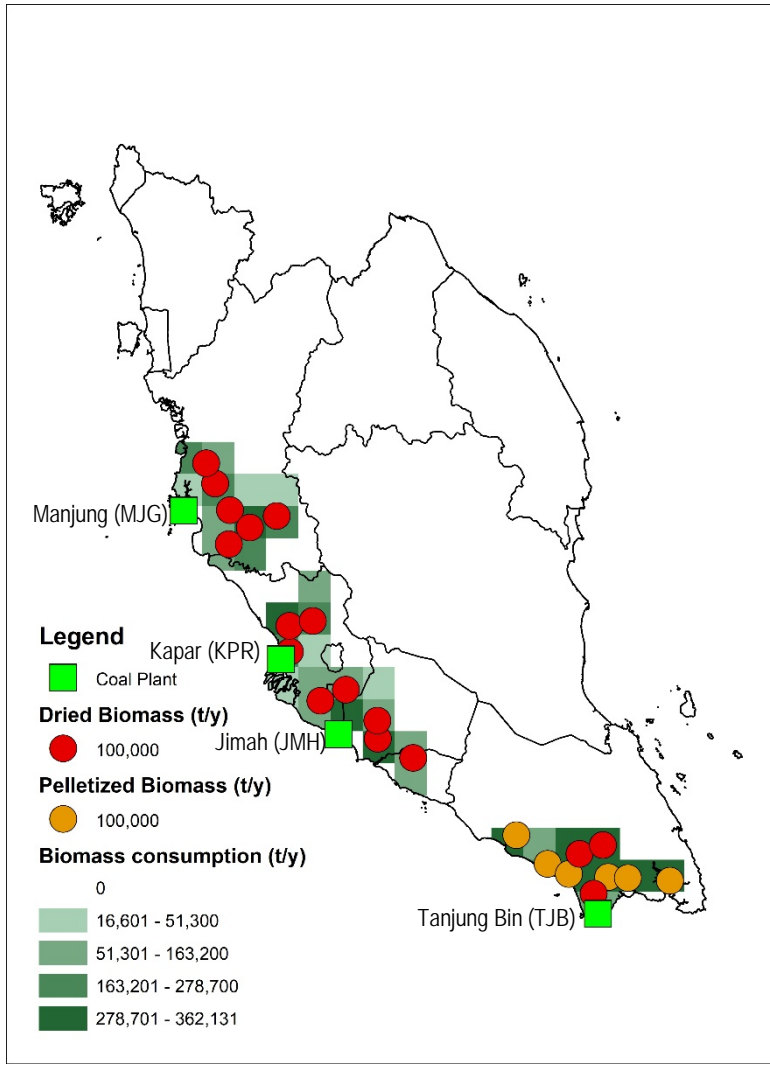 Manjung (MJG)
Kapar (KPR)
Jimah (JMH)
Tanjung Bin (TJB)
Legend
Coal Plant
Dried Biomass (t/y)
100,000
Pelletized Biomass (t/y)
100,000
Biomass consumption (t/y)
0
16,601 - 51,300
51,301 - 163,200
163,201 - 278,700
278,701 - 362,131